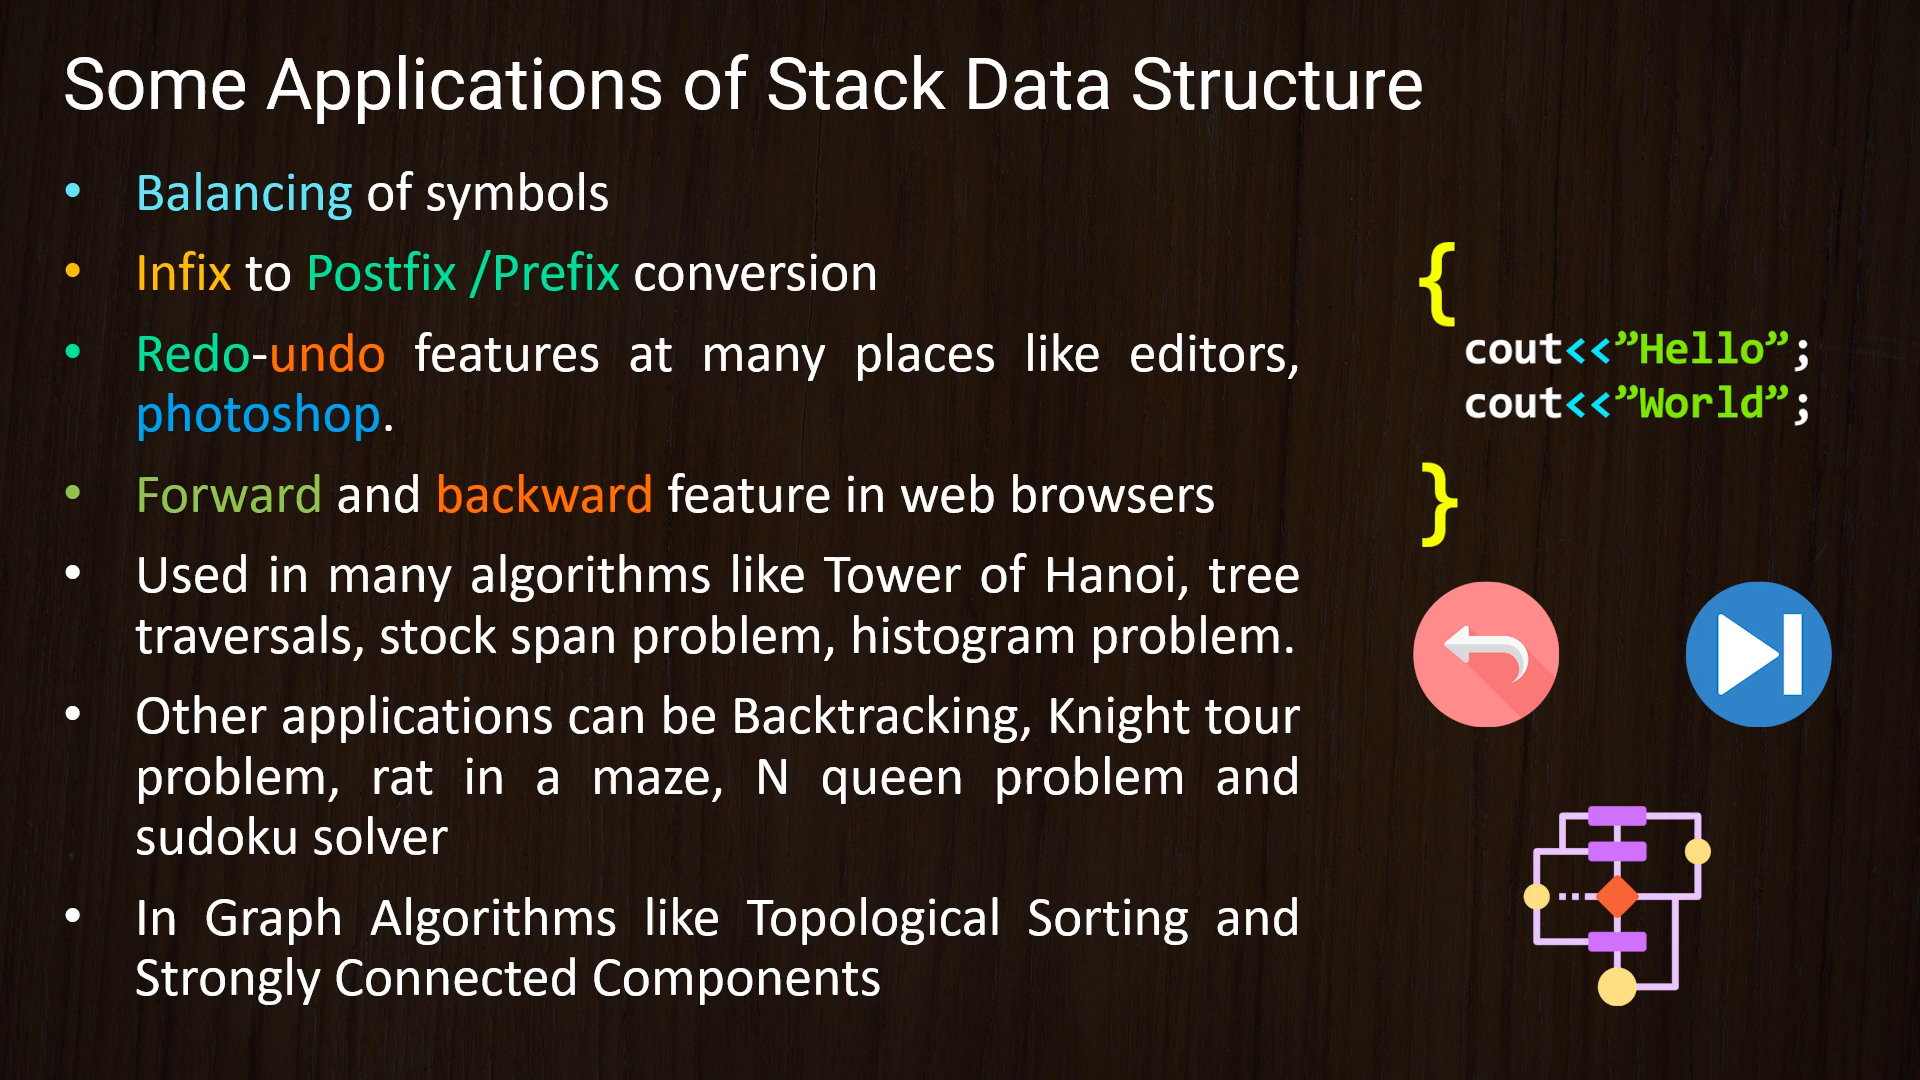 Some Applications of Stack Data Structure
• Balancing of symbols
• Infix to Postfix /Prefix conversion
• Redo-undo features at many places like editors,
photoshop.
• Forward and backward feature in web browsers
• Used in many algorithms like Tower of Hanoi, tree
traversals, stock span problem, histogram problem.
• Other applications can be Backtracking, Knight tour
problem, rat in a maze, N queen problem and
sudoku solver
• In Graph Algorithms like Topological Sorting and
Strongly Connected Components
{
cout<<”Hello”;
cout<<”World”;
}